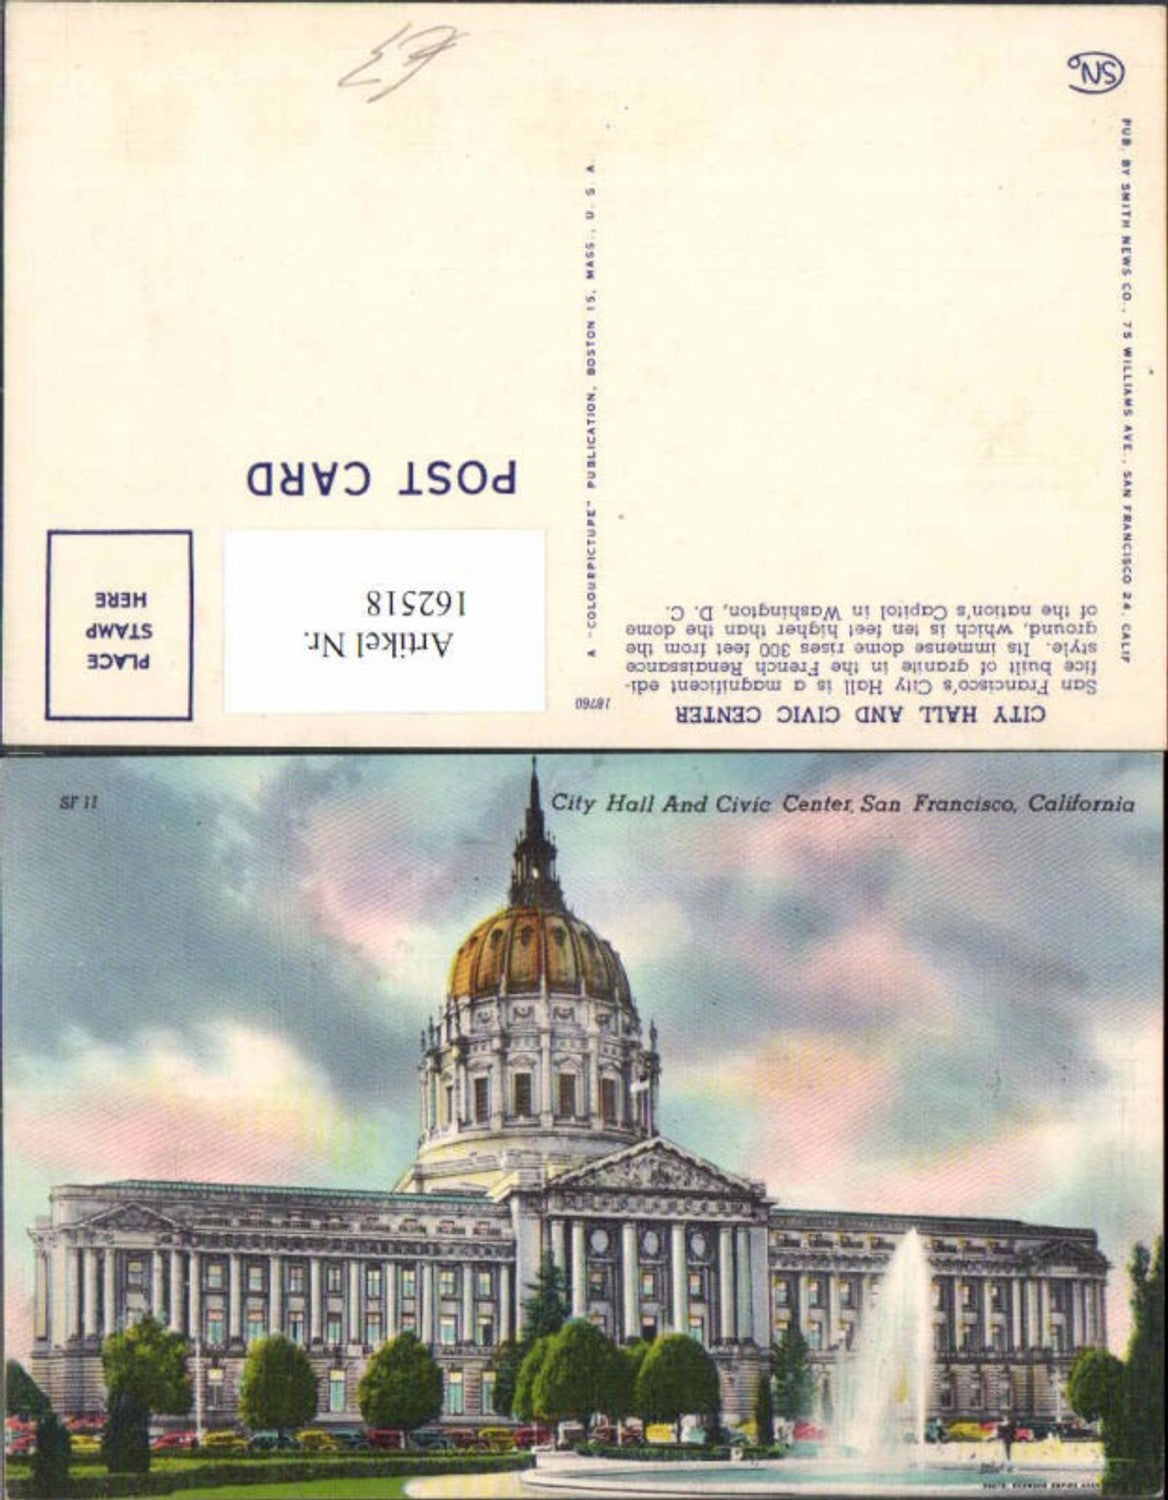 CITY HALL AND CIVIC CENTER
San Francisco's City Hall is a magnificent edi-
fice built of granite in the French Renaissance
style. Its immense dome rises 300 feet from the
ground, which is ten feet higher than the dome
of the nation's Capitol in Washington, D. C.
18760
A "COLOURPICTURE" PUBLICATION, BOSTON 15, MASS., U. S. A.
PUB. BY SMITH NEWS CO., 75 WILLIAMS AVE., SAN FRANCISCO 24, CALIF
SNCo
PLACE
STAMP
HERE
Artikel Nr.
162518
POST CARD
SF 11
City Hall And Civic Center, San Francisco, California